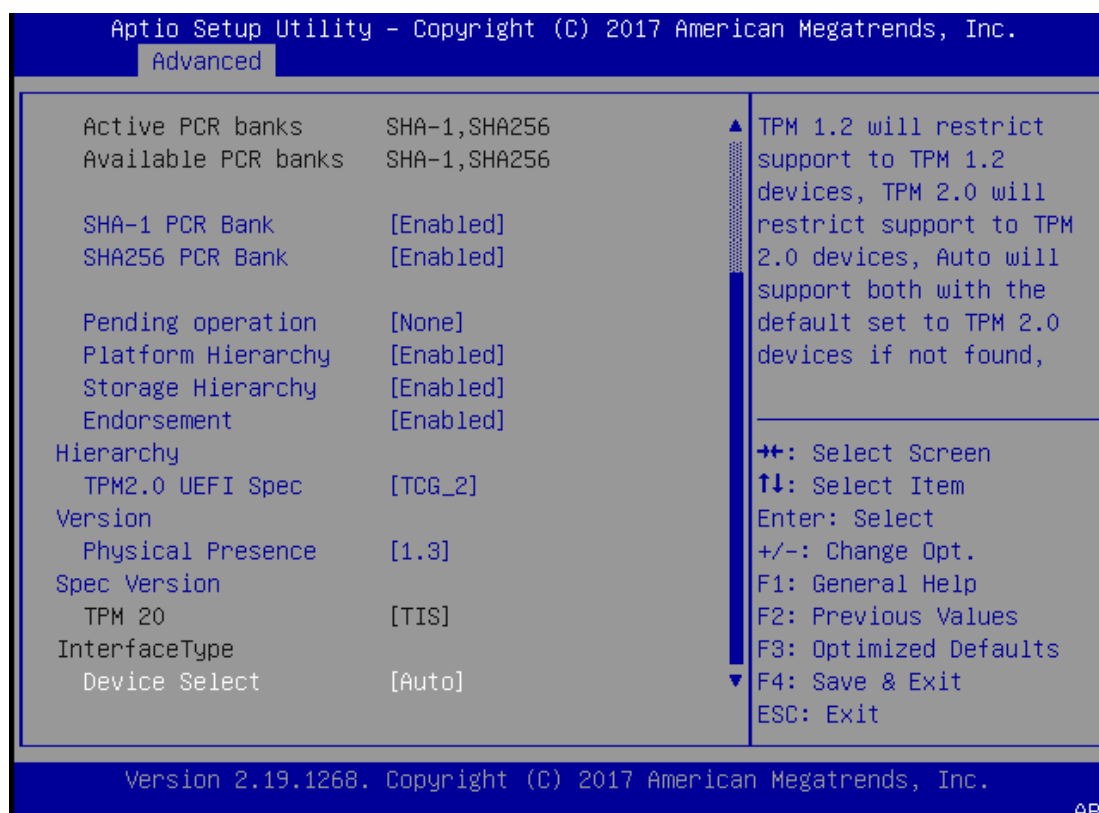 Aptio Setup Utility – Copyright (C) 2017 American Megatrends, Inc.
Advanced
Active PCR banks SHA-1,SHA256
Available PCR banks SHA-1,SHA256
SHA-1 PCR Bank [Enabled]
SHA256 PCR Bank [Enabled]
Pending operation [None]
Platform Hierarchy [Enabled]
Storage Hierarchy [Enabled]
Endorsement [Enabled]
Hierarchy
TPM2.0 UEFI Spec [TCG_2]
Version
Physical Presence [1.3]
Spec Version
TPM 20 [TIS]
InterfaceType
Device Select [Auto]
TPM 1.2 will restrict
support to TPM 1.2
devices, TPM 2.0 will
restrict support to TPM
2.0 devices, Auto will
support both with the
default set to TPM 2.0
devices if not found,
→←: Select Screen
↑↓: Select Item
Enter: Select
+/-: Change Opt.
F1: General Help
F2: Previous Values
F3: Optimized Defaults
F4: Save & Exit
ESC: Exit
Version 2.19.1268. Copyright (C) 2017 American Megatrends, Inc.